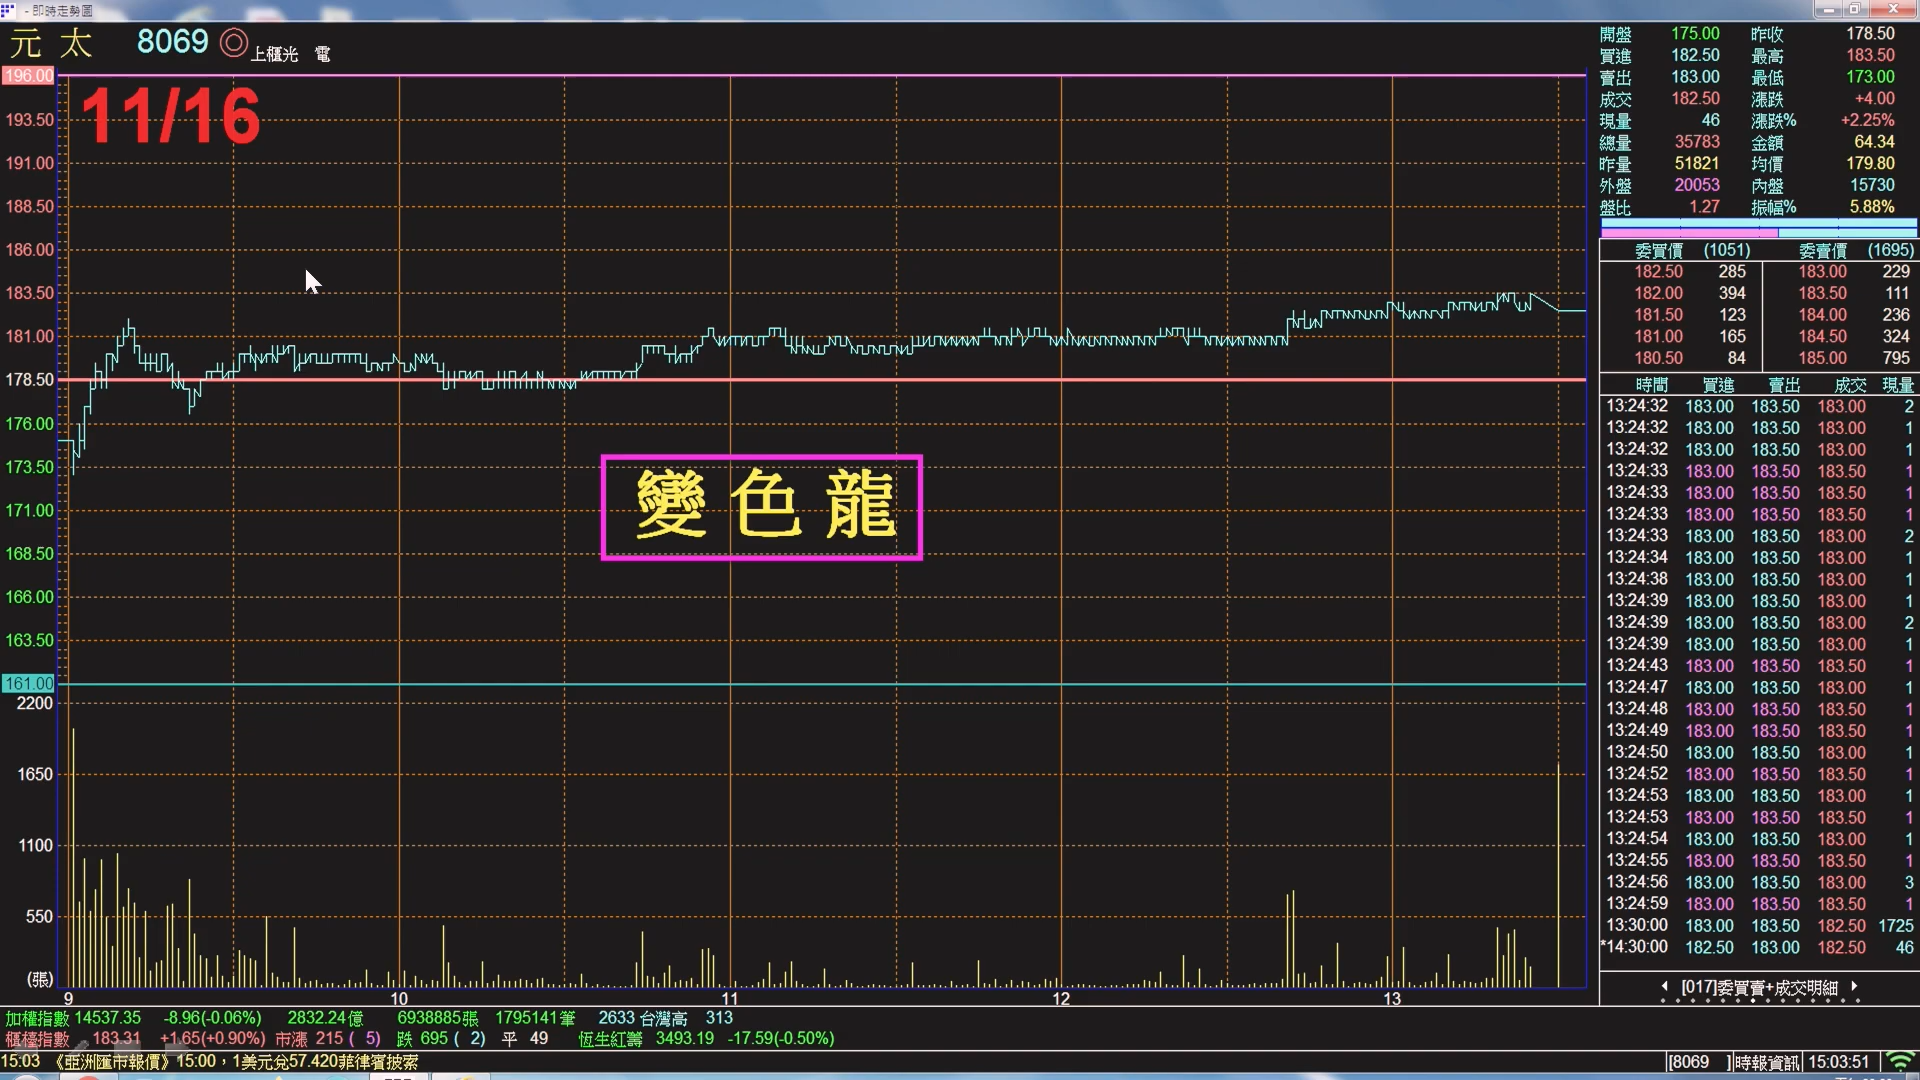 - 即時走勢圖
元 太 8069 ◎ 上櫃光 電
11/16
196.00
193.50
191.00
188.50
186.00
183.50
181.00
178.50
176.00
173.50
171.00
168.50
166.00
163.50
161.00
2200
1650
1100
550
(張)
9 10 11 12 13
變色龍
開盤 175.00 昨收 178.50
買進 182.50 最高 183.50
賣出 183.00 最低 173.00
成交 182.50 漲跌 +4.00
現量 46 漲跌% +2.25%
總量 35783 金額 64.34
昨量 51821 均價 179.80
外盤 20053 內盤 15730
盤比 1.27 振幅% 5.88%
委買價 (1051) 委賣價 (1695)
182.50 285 183.00 229
182.00 394 183.50 111
181.50 123 184.00 236
181.00 165 184.50 324
180.50 84 185.00 795
時間 買進 賣出 成交 現量
13:24:32 183.00 183.50 183.00 2
13:24:32 183.00 183.50 183.00 1
13:24:32 183.00 183.50 183.00 1
13:24:33 183.00 183.50 183.50 1
13:24:33 183.00 183.50 183.50 1
13:24:33 183.00 183.50 183.50 1
13:24:33 183.00 183.50 183.00 2
13:24:34 183.00 183.50 183.00 1
13:24:38 183.00 183.50 183.00 1
13:24:39 183.00 183.50 183.00 1
13:24:39 183.00 183.50 183.00 2
13:24:39 183.00 183.50 183.00 1
13:24:43 183.00 183.50 183.50 1
13:24:47 183.00 183.50 183.00 1
13:24:48 183.00 183.50 183.50 1
13:24:49 183.00 183.50 183.50 1
13:24:50 183.00 183.50 183.00 1
13:24:52 183.00 183.50 183.50 1
13:24:53 183.00 183.50 183.00 1
13:24:53 183.00 183.50 183.50 1
13:24:54 183.00 183.50 183.00 1
13:24:55 183.00 183.50 183.50 1
13:24:56 183.00 183.50 183.00 3
13:24:59 183.00 183.50 183.50 1
13:30:00 183.00 183.50 182.50 1725
*14:30:00 182.50 183.00 182.50 46
[017]委買賣+成交明細
加權指數 14537.35 -8.96(-0.06%) 2832.24億 6938885張 1795141筆 2633 台灣高 313
櫃檯指數 183.31 +1.65(+0.90%) 市漲 215 ( 5) 跌 695 ( 2) 平 49 恆生紅籌 3493.19 -17.59(-0.50%)
15:03 《亞洲匯市報價》15:00，1美元兌57.420菲律賓披索
[8069 ]時報資訊 15:03:51